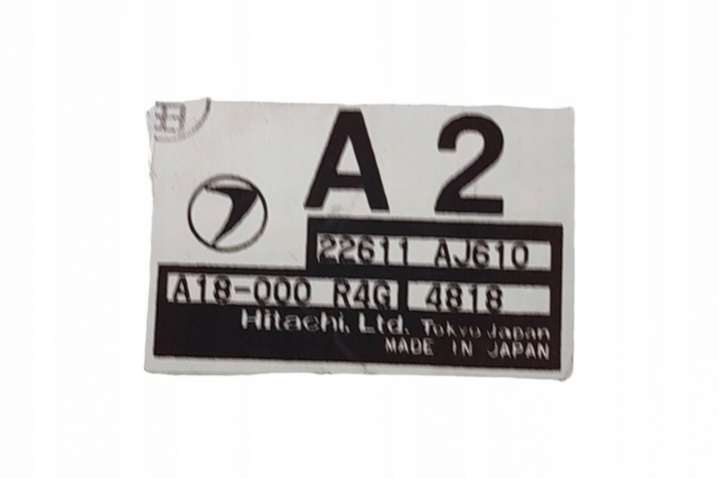 A 2
22611 AJ610
A18-000 R4G 4818
Hitachi, Ltd. Tokyo Japan
MADE IN JAPAN